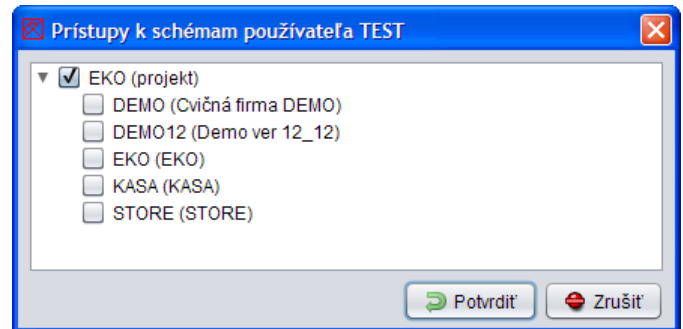 Prístupy k schémam používateľa TEST
EKO (projekt)
DEMO (Cvičná firma DEMO)
DEMO12 (Demo ver 12_12)
EKO (EKO)
KASA (KASA)
STORE (STORE)
Potvrdiť Zrušiť